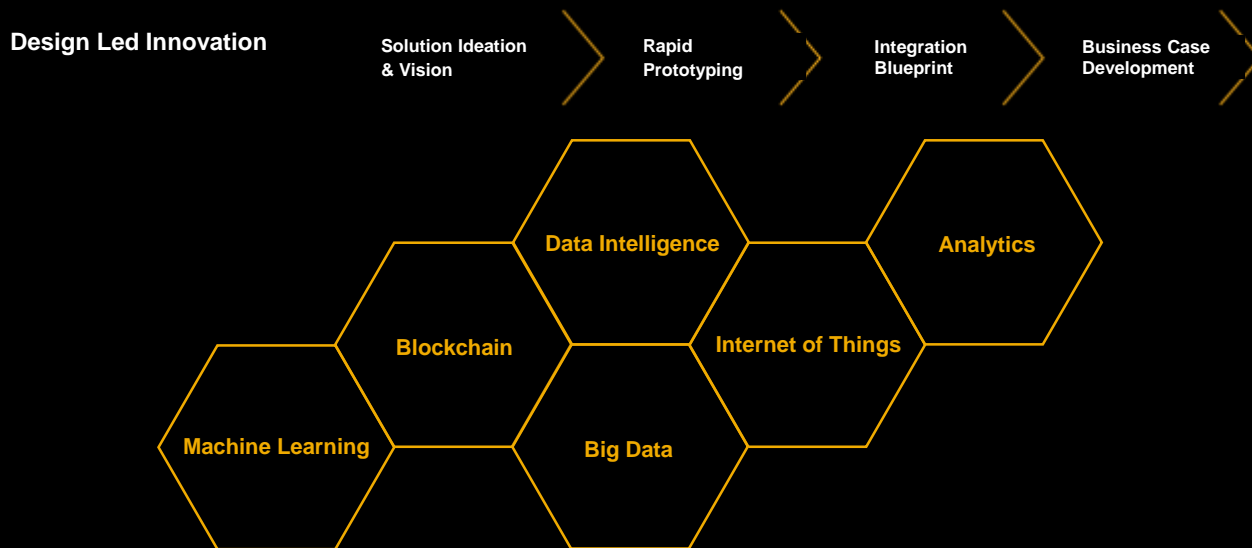 Design Led Innovation
Solution Ideation
& Vision
Rapid
Prototyping
Integration
Blueprint
Business Case
Development
Data Intelligence
Analytics
Blockchain
Internet of Things
Machine Learning
Big Data